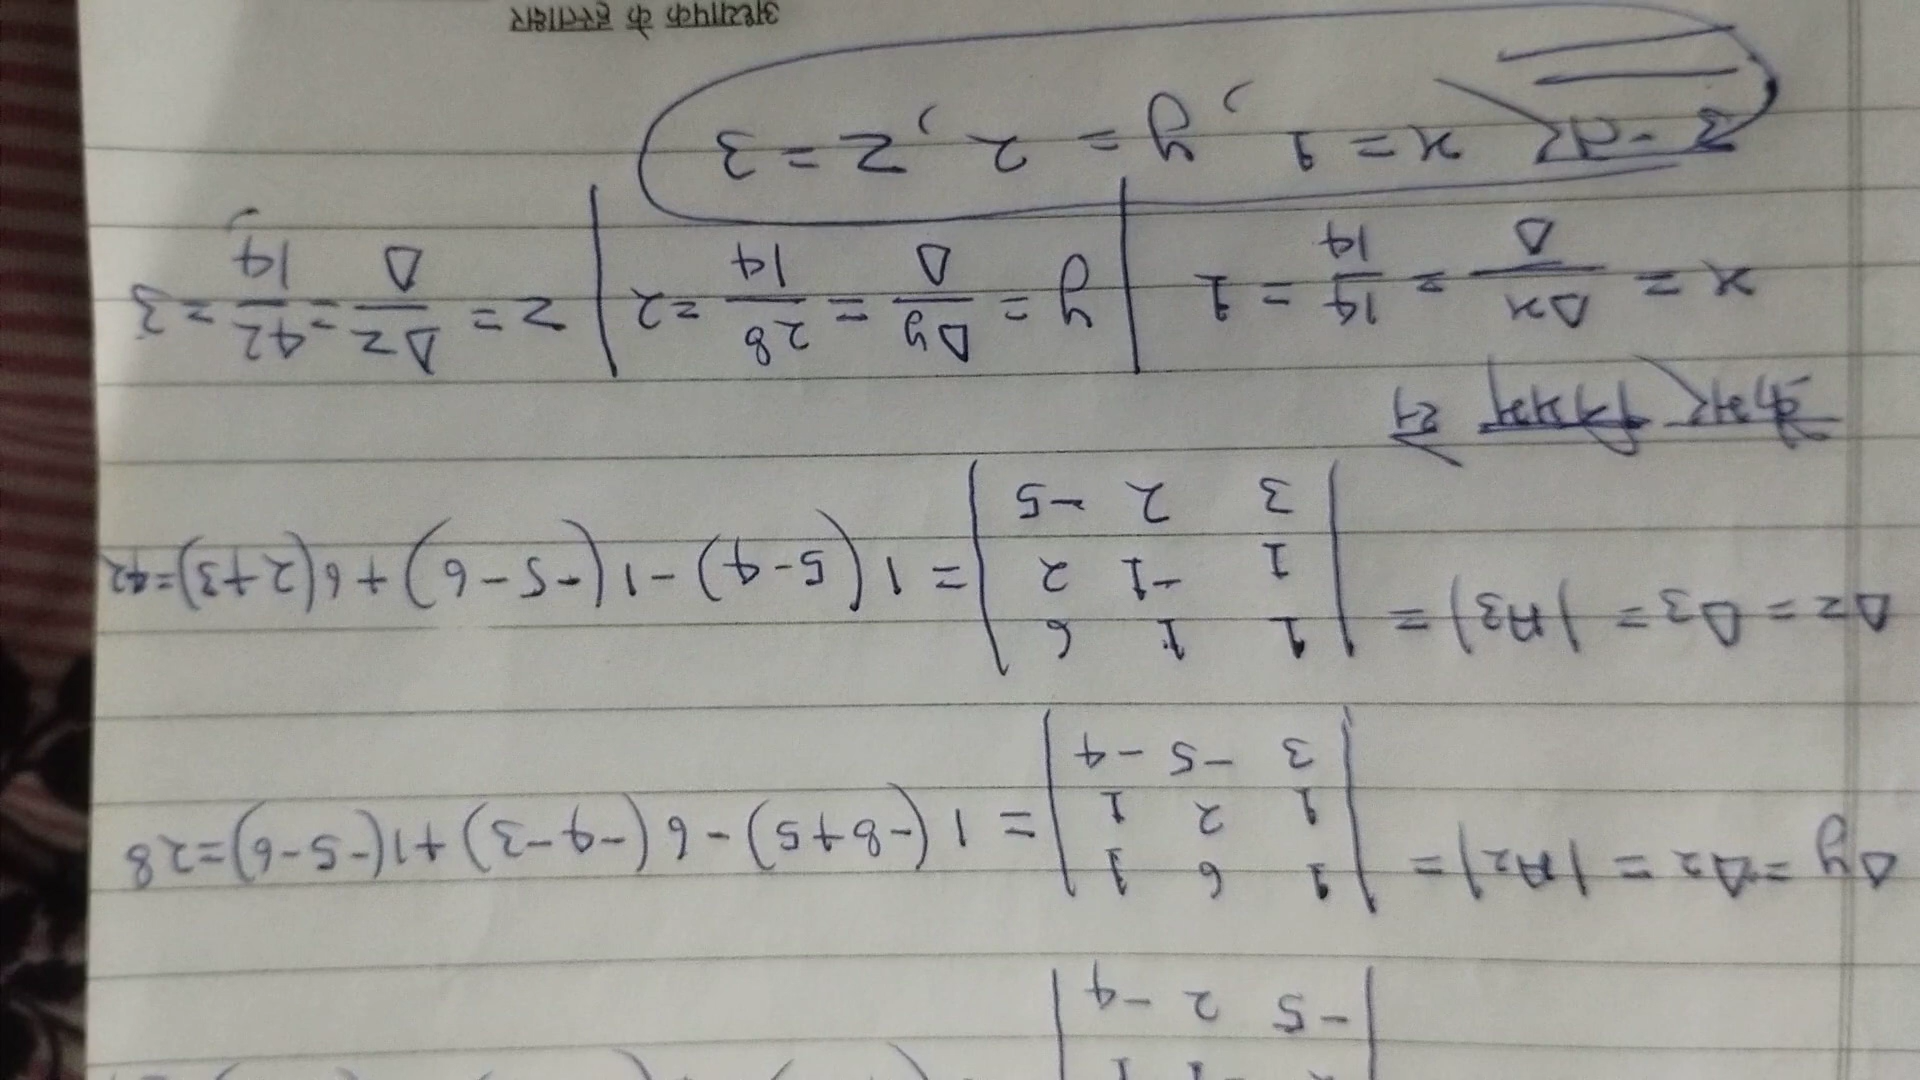 -5 2 -4
Δy = Δ2 = |A2| = | 1 6 1 | = 1(-8+5) -6(-4-3) +1(-5-6) = 28
1 2 1
3 -5 -4
Δz = Δ3 = |A3| = | 1 1 6 | = 1(5-4) -1(-5-6) +6(2+3) = 42
1 -1 2
3 2 -5
क्रेमर नियम से
x = Δx/Δ = 14/14 = 1 | y = Δy/Δ = 28/14 = 2 | z = Δz/Δ = 42/14 = 3
उत्तर x = 1, y = 2, z = 3
अध्यापक के हस्ताक्षर